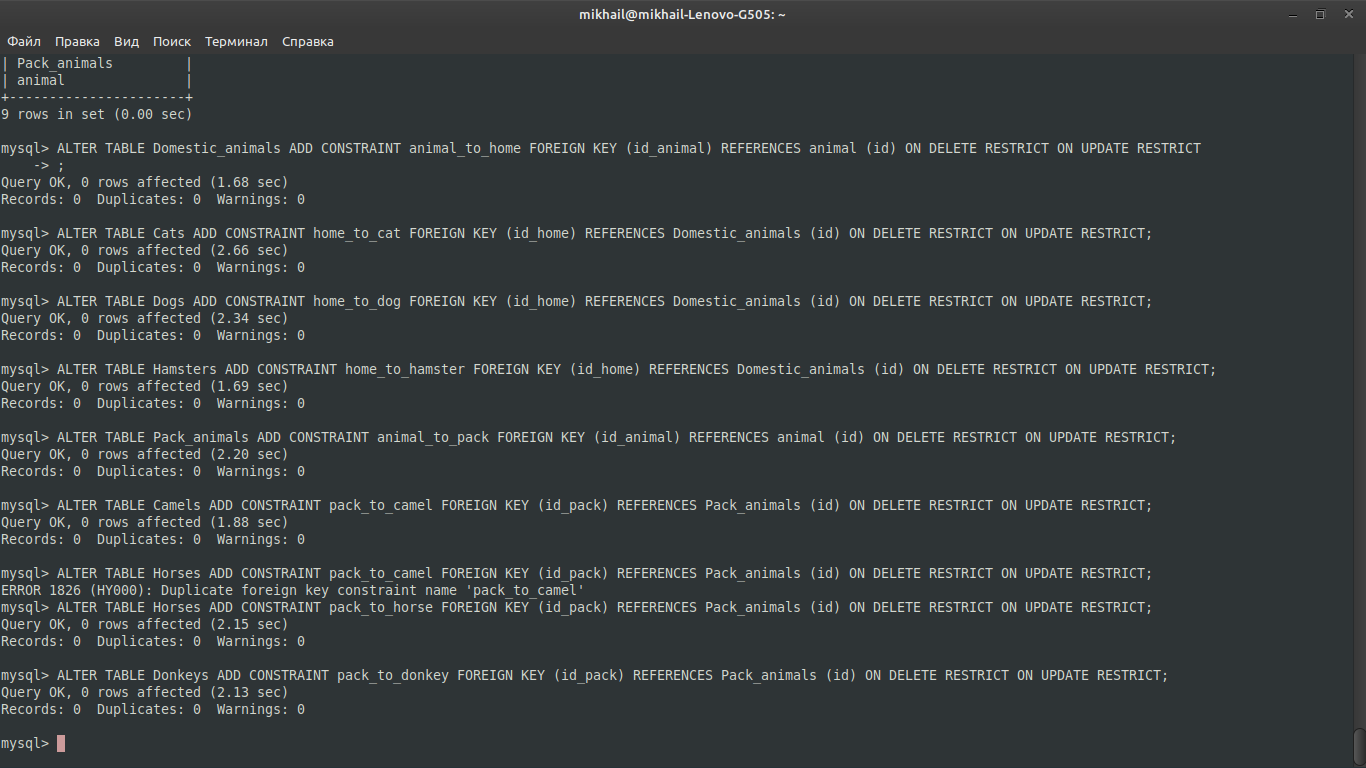 mikhail@mikhail-Lenovo-G505: ~
Файл Правка Вид Поиск Терминал Справка
| Pack_animals         |
| animal               |
+----------------------+
9 rows in set (0.00 sec)

mysql> ALTER TABLE Domestic_animals ADD CONSTRAINT animal_to_home FOREIGN KEY (id_animal) REFERENCES animal (id) ON DELETE RESTRICT ON UPDATE RESTRICT
    -> ;
Query OK, 0 rows affected (1.68 sec)
Records: 0  Duplicates: 0  Warnings: 0

mysql> ALTER TABLE Cats ADD CONSTRAINT home_to_cat FOREIGN KEY (id_home) REFERENCES Domestic_animals (id) ON DELETE RESTRICT ON UPDATE RESTRICT;
Query OK, 0 rows affected (2.66 sec)
Records: 0  Duplicates: 0  Warnings: 0

mysql> ALTER TABLE Dogs ADD CONSTRAINT home_to_dog FOREIGN KEY (id_home) REFERENCES Domestic_animals (id) ON DELETE RESTRICT ON UPDATE RESTRICT;
Query OK, 0 rows affected (2.34 sec)
Records: 0  Duplicates: 0  Warnings: 0

mysql> ALTER TABLE Hamsters ADD CONSTRAINT home_to_hamster FOREIGN KEY (id_home) REFERENCES Domestic_animals (id) ON DELETE RESTRICT ON UPDATE RESTRICT;
Query OK, 0 rows affected (1.69 sec)
Records: 0  Duplicates: 0  Warnings: 0

mysql> ALTER TABLE Pack_animals ADD CONSTRAINT animal_to_pack FOREIGN KEY (id_animal) REFERENCES animal (id) ON DELETE RESTRICT ON UPDATE RESTRICT;
Query OK, 0 rows affected (2.20 sec)
Records: 0  Duplicates: 0  Warnings: 0

mysql> ALTER TABLE Camels ADD CONSTRAINT pack_to_camel FOREIGN KEY (id_pack) REFERENCES Pack_animals (id) ON DELETE RESTRICT ON UPDATE RESTRICT;
Query OK, 0 rows affected (1.88 sec)
Records: 0  Duplicates: 0  Warnings: 0

mysql> ALTER TABLE Horses ADD CONSTRAINT pack_to_camel FOREIGN KEY (id_pack) REFERENCES Pack_animals (id) ON DELETE RESTRICT ON UPDATE RESTRICT;
ERROR 1826 (HY000): Duplicate foreign key constraint name 'pack_to_camel'
mysql> ALTER TABLE Horses ADD CONSTRAINT pack_to_horse FOREIGN KEY (id_pack) REFERENCES Pack_animals (id) ON DELETE RESTRICT ON UPDATE RESTRICT;
Query OK, 0 rows affected (2.15 sec)
Records: 0  Duplicates: 0  Warnings: 0

mysql> ALTER TABLE Donkeys ADD CONSTRAINT pack_to_donkey FOREIGN KEY (id_pack) REFERENCES Pack_animals (id) ON DELETE RESTRICT ON UPDATE RESTRICT;
Query OK, 0 rows affected (2.13 sec)
Records: 0  Duplicates: 0  Warnings: 0

mysql>